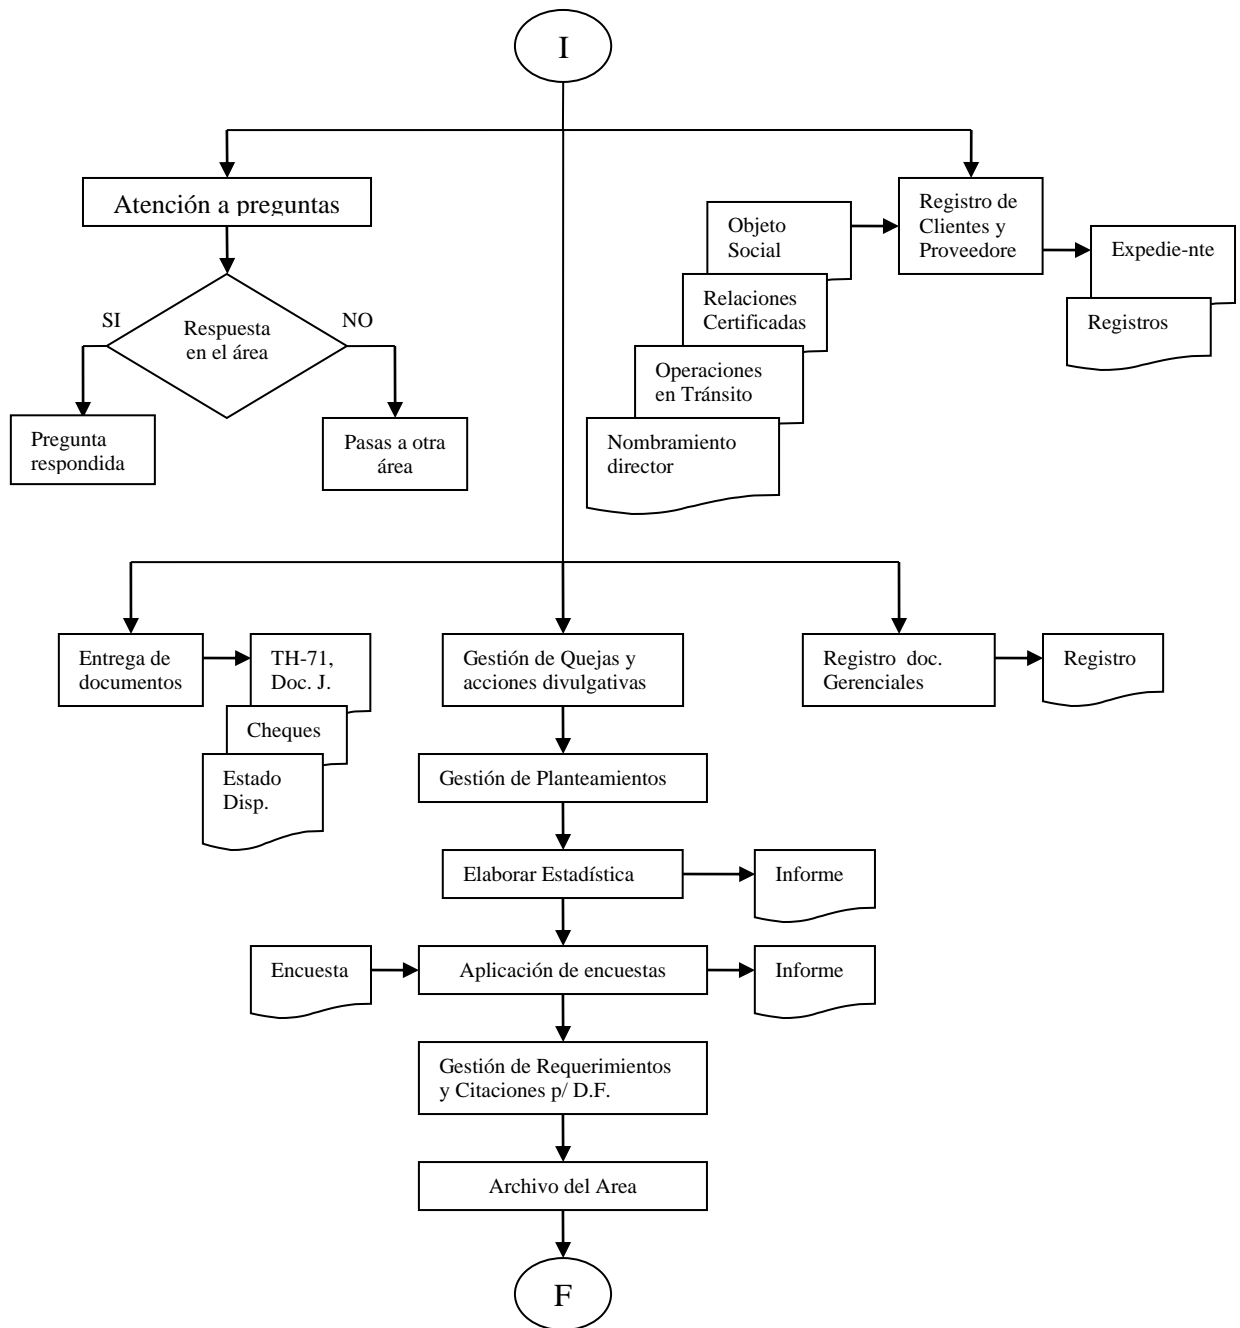 I
Atención a preguntas
SI
Respuesta
en el área
NO
Pregunta
respondida
Pasas a otra
área
Objeto
Social
Relaciones
Certificadas
Operaciones
en Tránsito
Nombramiento
director
Registro de
Clientes y
Proveedore
Expedie-nte
Registros
Entrega de
documentos
TH-71,
Doc. J.
Cheques
Estado
Disp.
Gestión de Quejas y
acciones divulgativas
Registro doc.
Gerenciales
Registro
Gestión de Planteamientos
Elaborar Estadística
Informe
Encuesta
Aplicación de encuestas
Informe
Gestión de Requerimientos
y Citaciones p/ D.F.
Archivo del Area
F